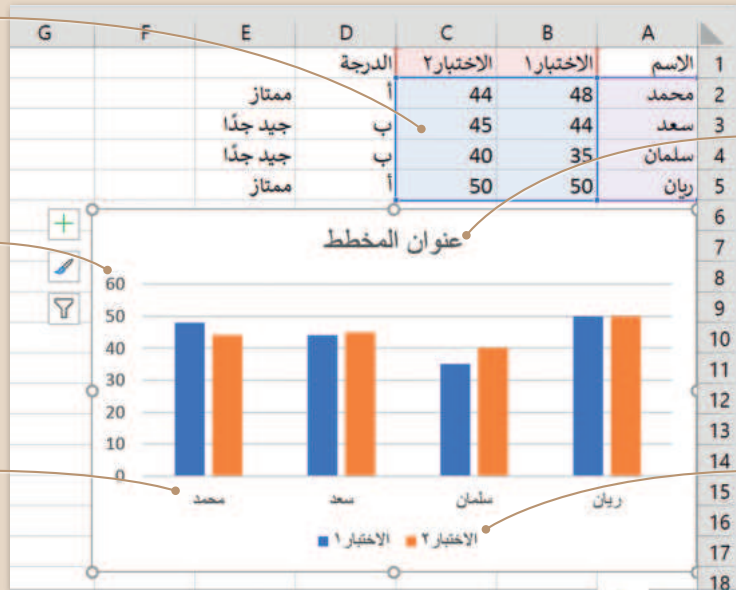 A B C D E F G
1 الاسم الاختبار١ الاختبار٢ الدرجة
2 محمد 48 44 أ ممتاز
3 سعد 44 45 ب جيد جدًا
4 سلمان 35 40 ب جيد جدًا
5 ريان 50 50 أ ممتاز
6
7
8
9
10
11
12
13
14
15
16
17
18
عنوان المخطط
60
50
40
30
20
10
0
محمد سعد سلمان ريان
الاختبار١ الاختبار٢